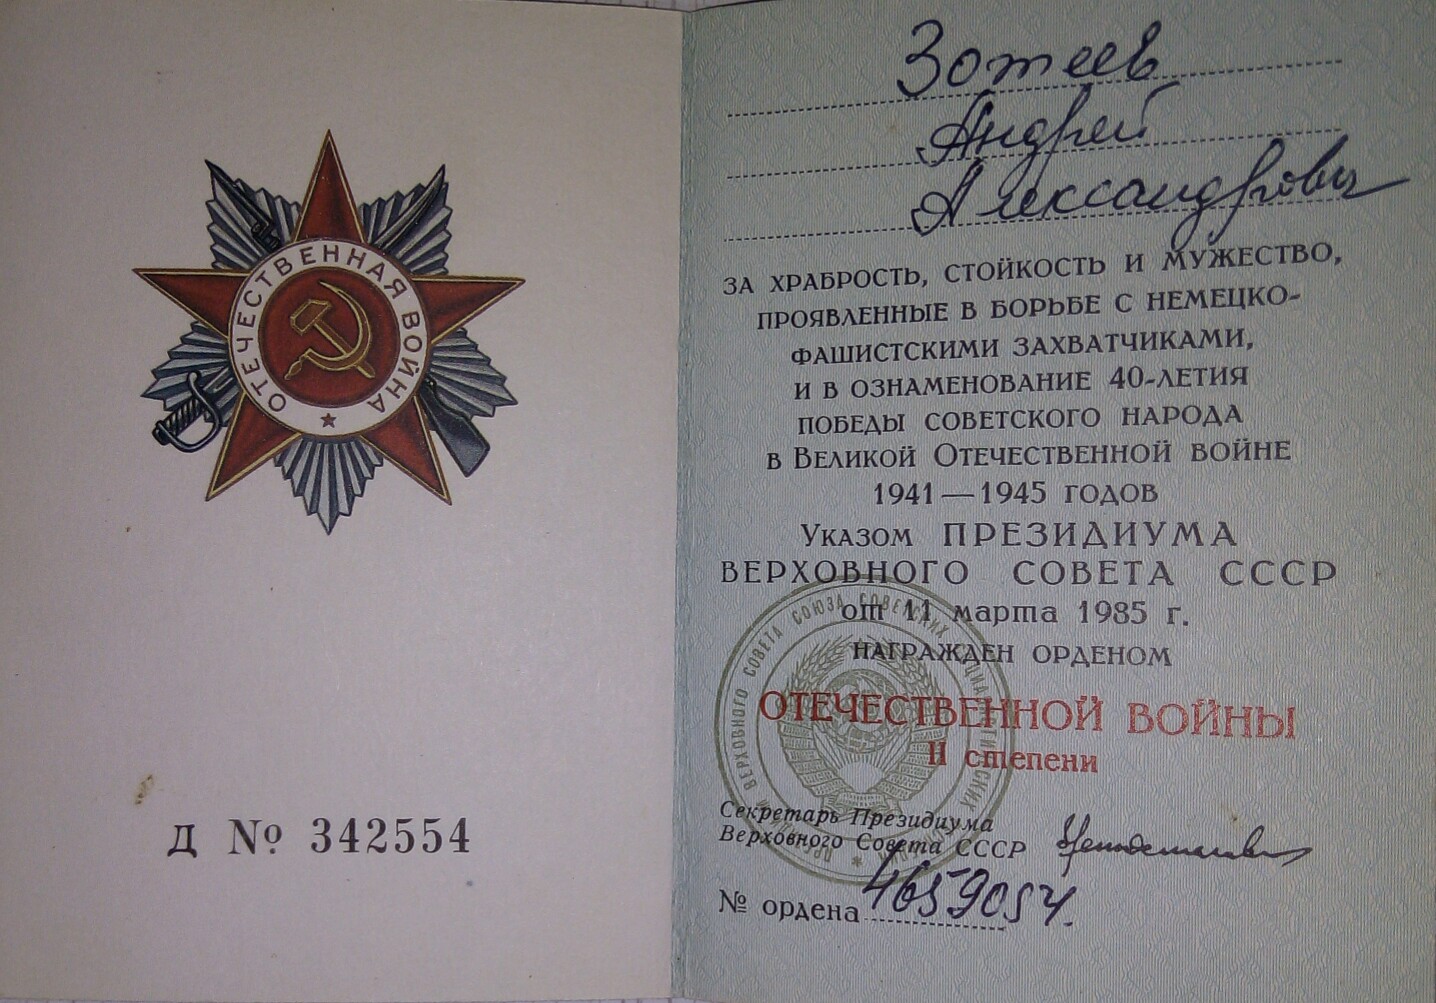 ОТЕЧЕСТВЕННАЯ ВОЙНА
Д № 342554
Зотеев
Андрей
Александрович
ЗА ХРАБРОСТЬ, СТОЙКОСТЬ И МУЖЕСТВО,
ПРОЯВЛЕННЫЕ В БОРЬБЕ С НЕМЕЦКО-
ФАШИСТСКИМИ ЗАХВАТЧИКАМИ,
И В ОЗНАМЕНОВАНИЕ 40-ЛЕТИЯ
ПОБЕДЫ СОВЕТСКОГО НАРОДА
В ВЕЛИКОЙ ОТЕЧЕСТВЕННОЙ ВОЙНЕ
1941—1945 ГОДОВ
УКАЗОМ ПРЕЗИДИУМА
ВЕРХОВНОГО СОВЕТА СССР
от 11 марта 1985 г.
НАГРАЖДЕН ОРДЕНОМ
ОТЕЧЕСТВЕННОЙ ВОЙНЫ
II степени
Секретарь Президиума
Верховного Совета СССР
№ ордена 4659054.